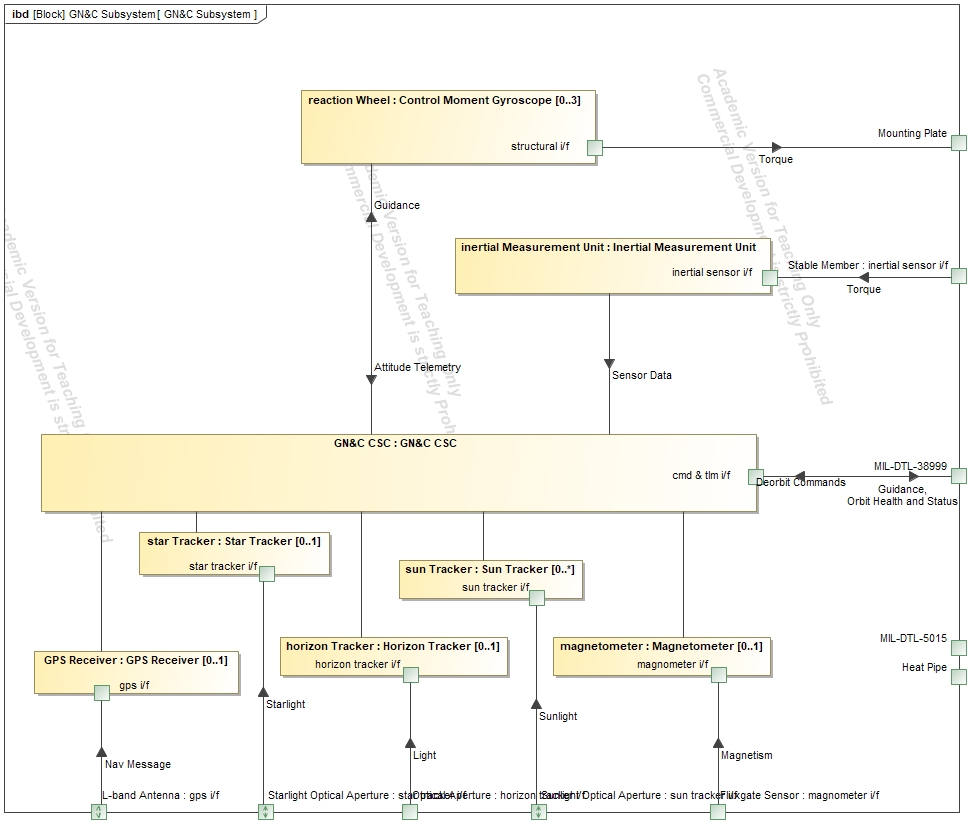 ibd [Block] GN&C Subsystem[ GN&C Subsystem ]
reaction Wheel : Control Moment Gyroscope [0..3]
structural i/f
Torque
Mounting Plate
Guidance
inertial Measurement Unit : Inertial Measurement Unit
inertial sensor i/f
Stable Member : inertial sensor i/f
Torque
Attitude Telemetry
Sensor Data
GN&C CSC : GN&C CSC
cmd & tlm i/f
Deorbit Commands
MIL-DTL-38999
Guidance,
Orbit Health and Status
star Tracker : Star Tracker [0..1]
star tracker i/f
sun Tracker : Sun Tracker [0..*]
sun tracker i/f
horizon Tracker : Horizon Tracker [0..1]
horizon tracker i/f
magnetometer : Magnetometer [0..1]
magnometer i/f
GPS Receiver : GPS Receiver [0..1]
gps i/f
MIL-DTL-5015
Heat Pipe
Starlight
Sunlight
Nav Message
Light
Magnetism
L-band Antenna : gps i/f
Starlight Optical Aperture : star tracker i/f
Optical Aperture : horizon tracker i/f
Sunlight Optical Aperture : sun tracker i/f
Fluxgate Sensor : magnometer i/f
Academic Version for Teaching Only
Commercial Development is strictly Prohibited